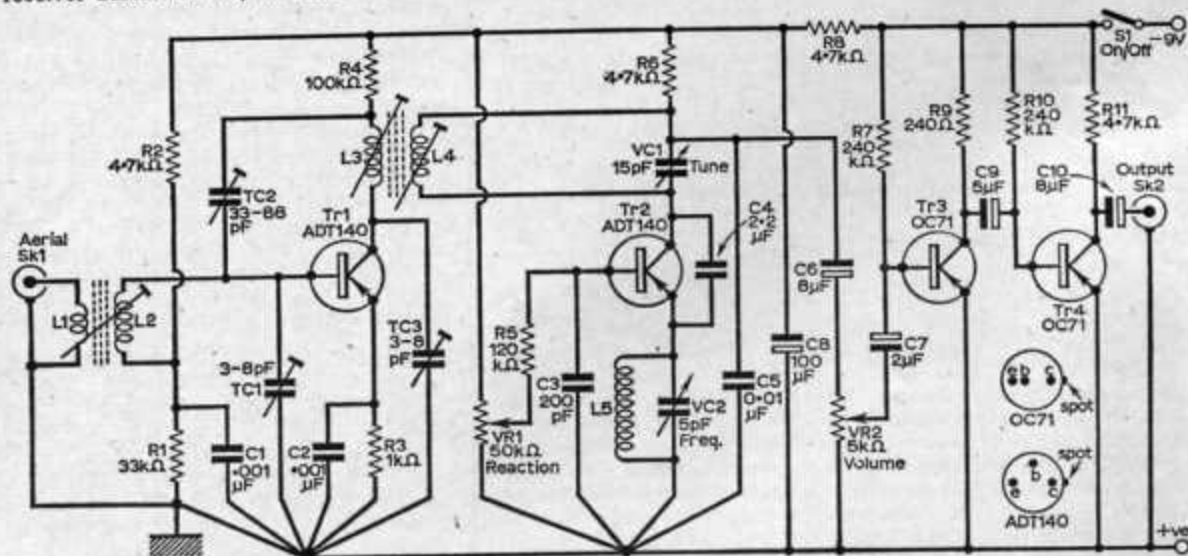 R8
4·7kΩ
S1
On/Off
-9V
R4
100kΩ
R6
4·7kΩ
R2
4·7kΩ
R9
240Ω
R10
240
kΩ
R11
4·7kΩ
R7
240
kΩ
L3
L4
VC1
15pF
Tune
TC2
33-88
pF
C9
5μF
C10
8μF
Output
Sk2
Tr1
ADT140
Tr2
ADT140
C4
2·2
μF
Tr3
OC71
Aerial
Sk1
L1
L2
C6
8μF
Tr4
OC71
TC3
3-8
pF
R5
120
kΩ
C8
100
μF
C7
2μF
3-8pF
TC1
C3
200
pF
L5
VC2
5pF
Freq.
C5
0·01
μF
e b c
OC71
spot
R1
33kΩ
C1
·001
μF
C2
·001
μF
R3
1kΩ
VR1
50kΩ
Reaction
VR2
5kΩ
Volume
spot
e b c
ADT140
+ve